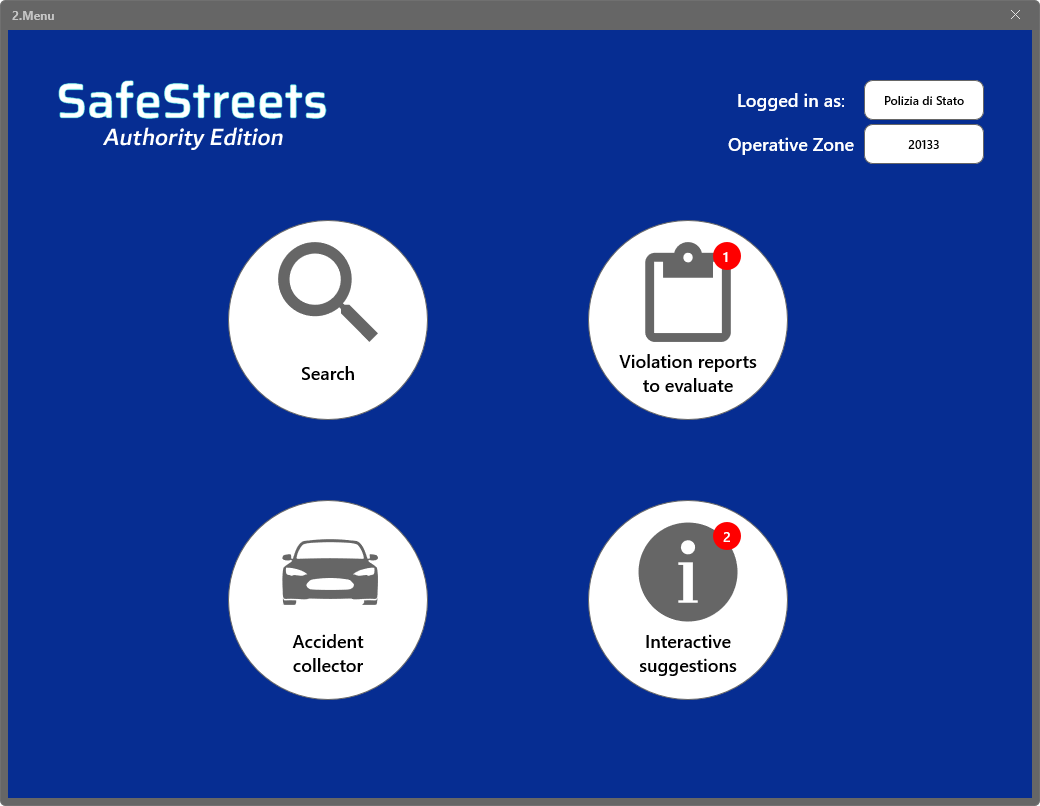 2.Menu
SafeStreets
Authority Edition
Logged in as:
Polizia di Stato
Operative Zone
20133
Search
1
Violation reports
to evaluate
Accident
collector
2
i
Interactive
suggestions